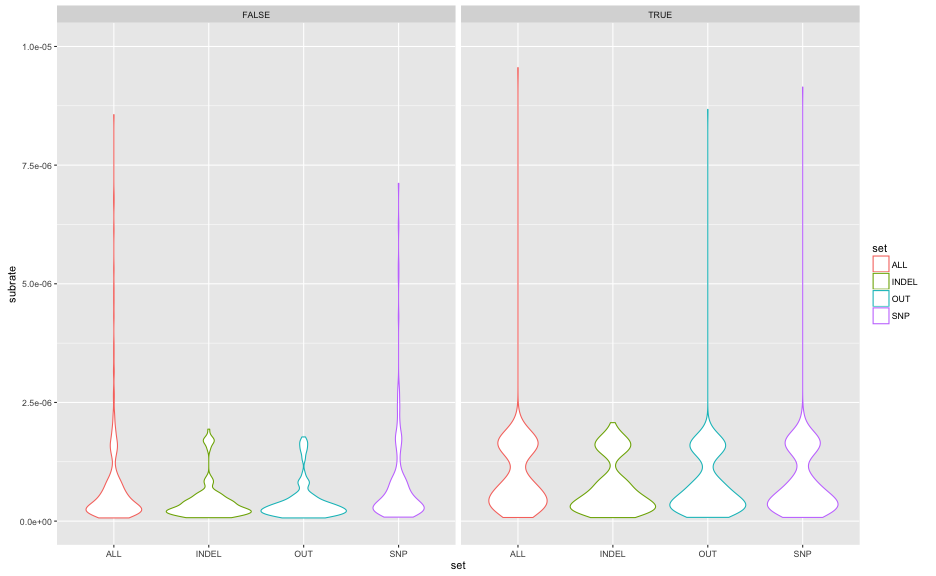 FALSE TRUE
1.0e-05
7.5e-06
5.0e-06
2.5e-06
0.0e+00
subrate
ALL INDEL OUT SNP ALL INDEL OUT SNP
set
set
ALL
INDEL
OUT
SNP